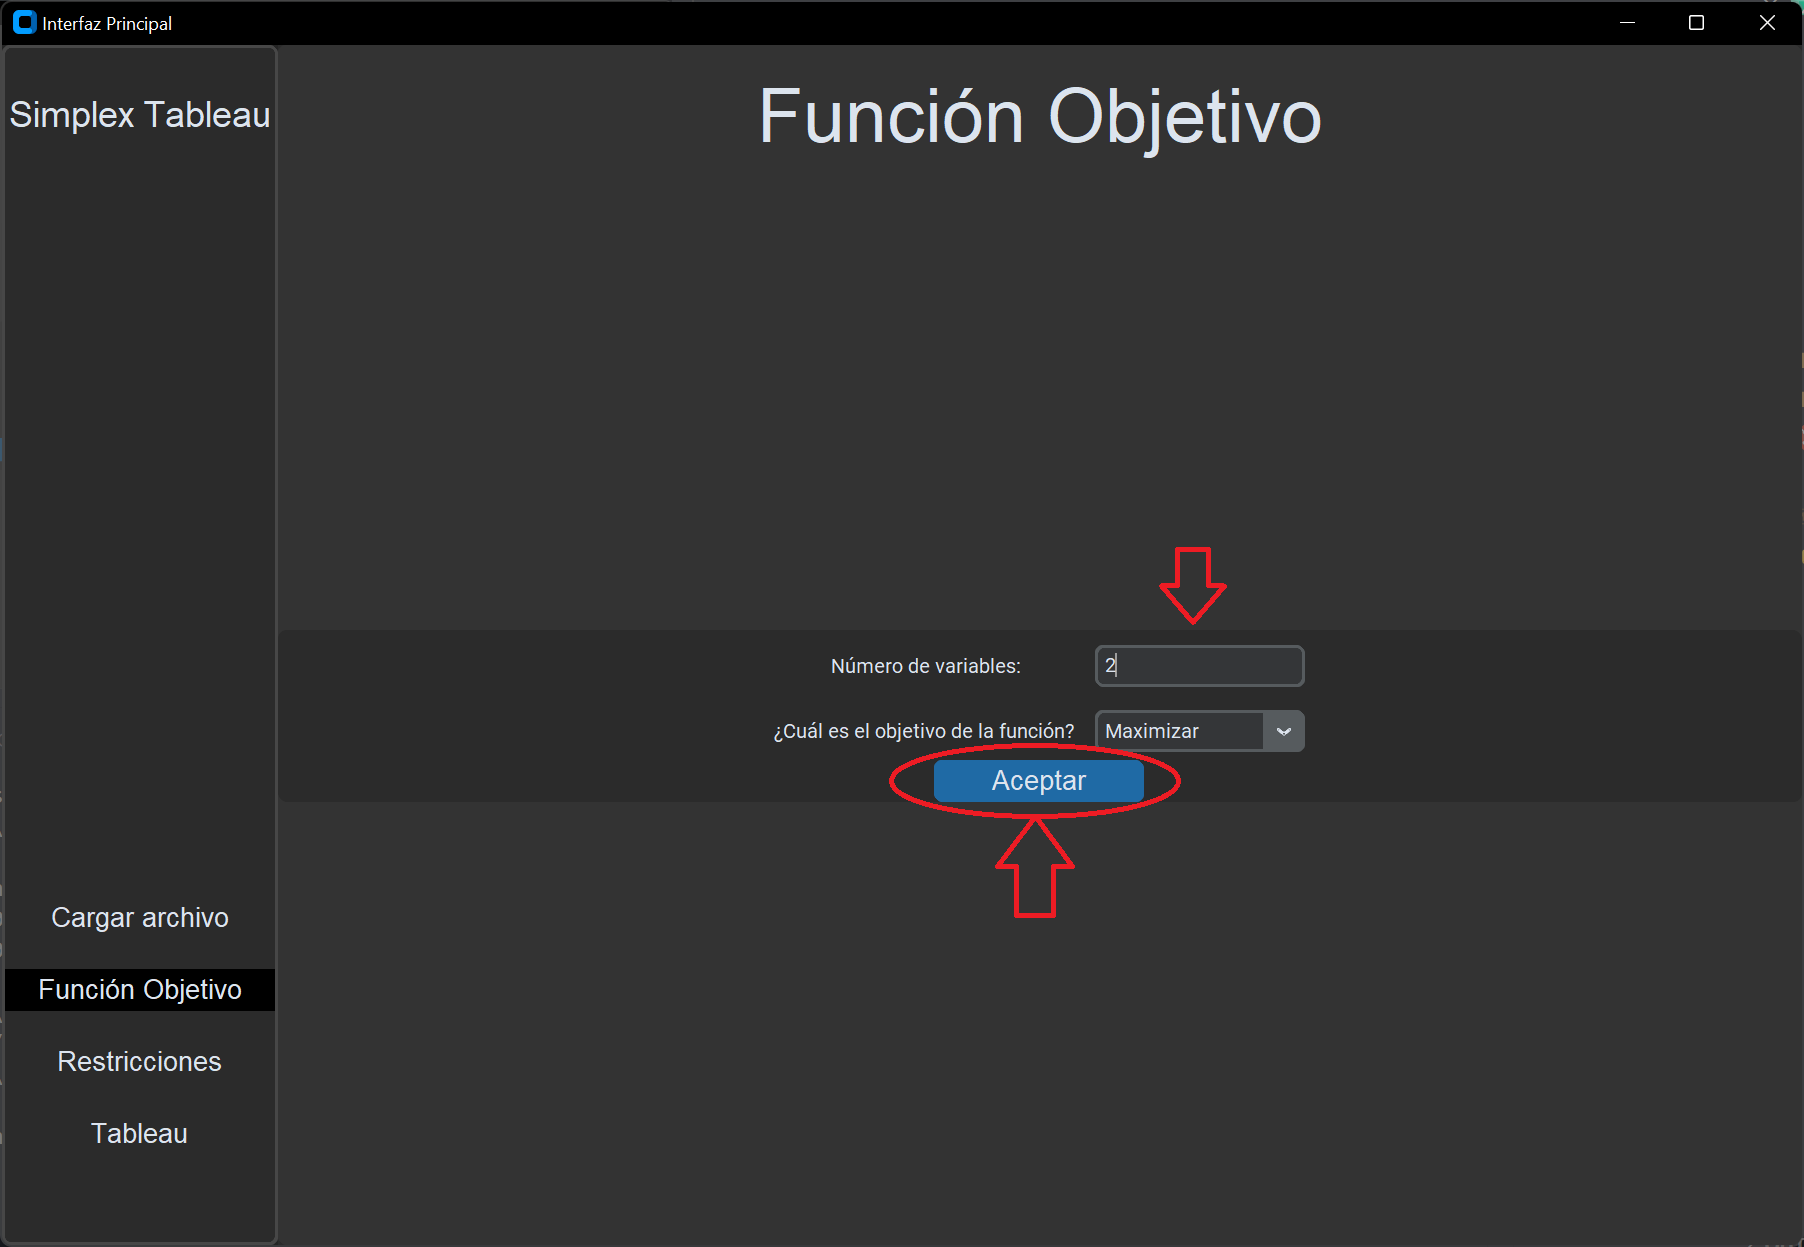 Interfaz Principal
Simplex Tableau
Función Objetivo
Número de variables:
2
¿Cuál es el objetivo de la función?
Maximizar
Aceptar
Cargar archivo
Función Objetivo
Restricciones
Tableau